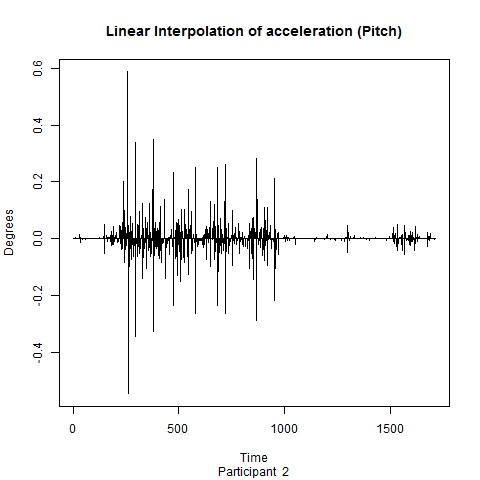 Linear Interpolation of acceleration (Pitch)
0.6
0.4
0.2
0.0
-0.2
-0.4
Degrees
0 500 1000 1500
Time
Participant 2